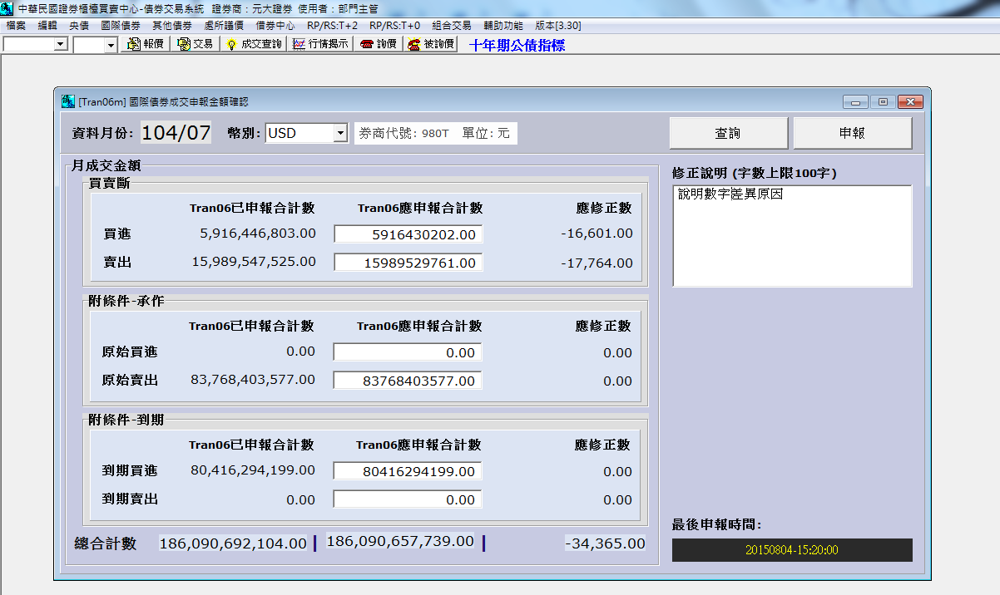 中華民國證券櫃檯買賣中心-債券交易系統 證券商：元大證券 使用者：部門主管
檔案 編輯 央債 國際債券 其他債券 處所議價 借券中心 RP/RS:T+2 RP/RS:T+0 組合交易 輔助功能 版本[3.30]
報價 交易 成交查詢 行情揭示 詢價 被詢價 十年期公債指標
[Tran06m] 國際債券成交申報金額確認
資料月份: 104/07 幣別: USD 券商代號: 980T 單位: 元 查詢 申報
月成交金額
買賣斷
Tran06已申報合計數 Tran06應申報合計數 應修正數
買進 5,916,446,803.00 5916430202.00 -16,601.00
賣出 15,989,547,525.00 15989529761.00 -17,764.00
附條件-承作
Tran06已申報合計數 Tran06應申報合計數 應修正數
原始買進 0.00 0.00 0.00
原始賣出 83,768,403,577.00 83768403577.00 0.00
附條件-到期
Tran06已申報合計數 Tran06應申報合計數 應修正數
到期買進 80,416,294,199.00 80416294199.00 0.00
到期賣出 0.00 0.00 0.00
總合計數 186,090,692,104.00 186,090,657,739.00 -34,365.00
修正說明 (字數上限100字)
說明數字差異原因
最後申報時間:
20150804-15:20:00